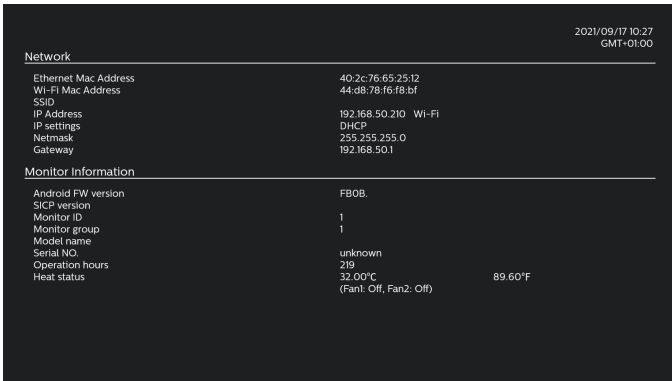 2021/09/17 10:27
GMT+01:00
Network
Ethernet Mac Address 40:2c:76:65:25:12
Wi-Fi Mac Address 44:d8:78:f6:f8:bf
SSID
IP Address 192.168.50.210 Wi-Fi
IP settings DHCP
Netmask 255.255.255.0
Gateway 192.168.50.1
Monitor Information
Android FW version FB0B.
SICP version
Monitor ID 1
Monitor group 1
Model name
Serial NO. unknown
Operation hours 219
Heat status 32.00°C 89.60°F
(Fan1: Off, Fan2: Off)